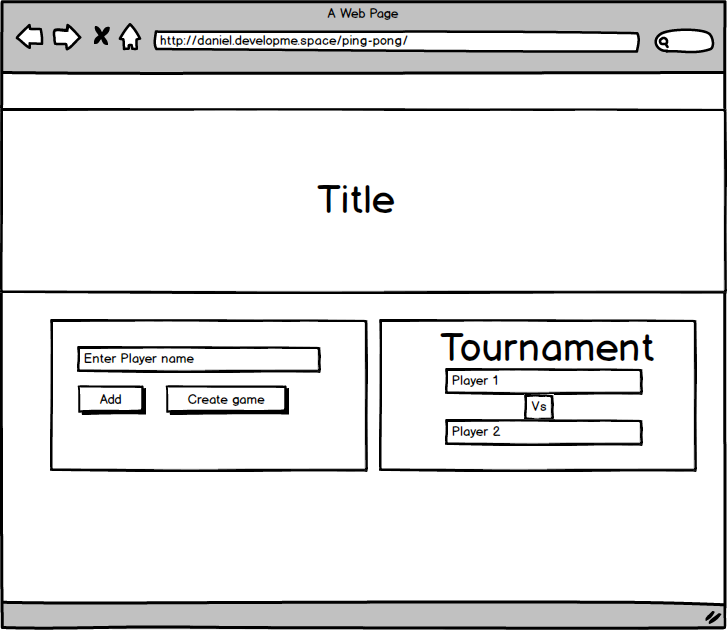 A Web Page
http://daniel.developme.space/ping-pong/
Title
Enter Player name
Add
Create game
Tournament
Player 1
Vs
Player 2